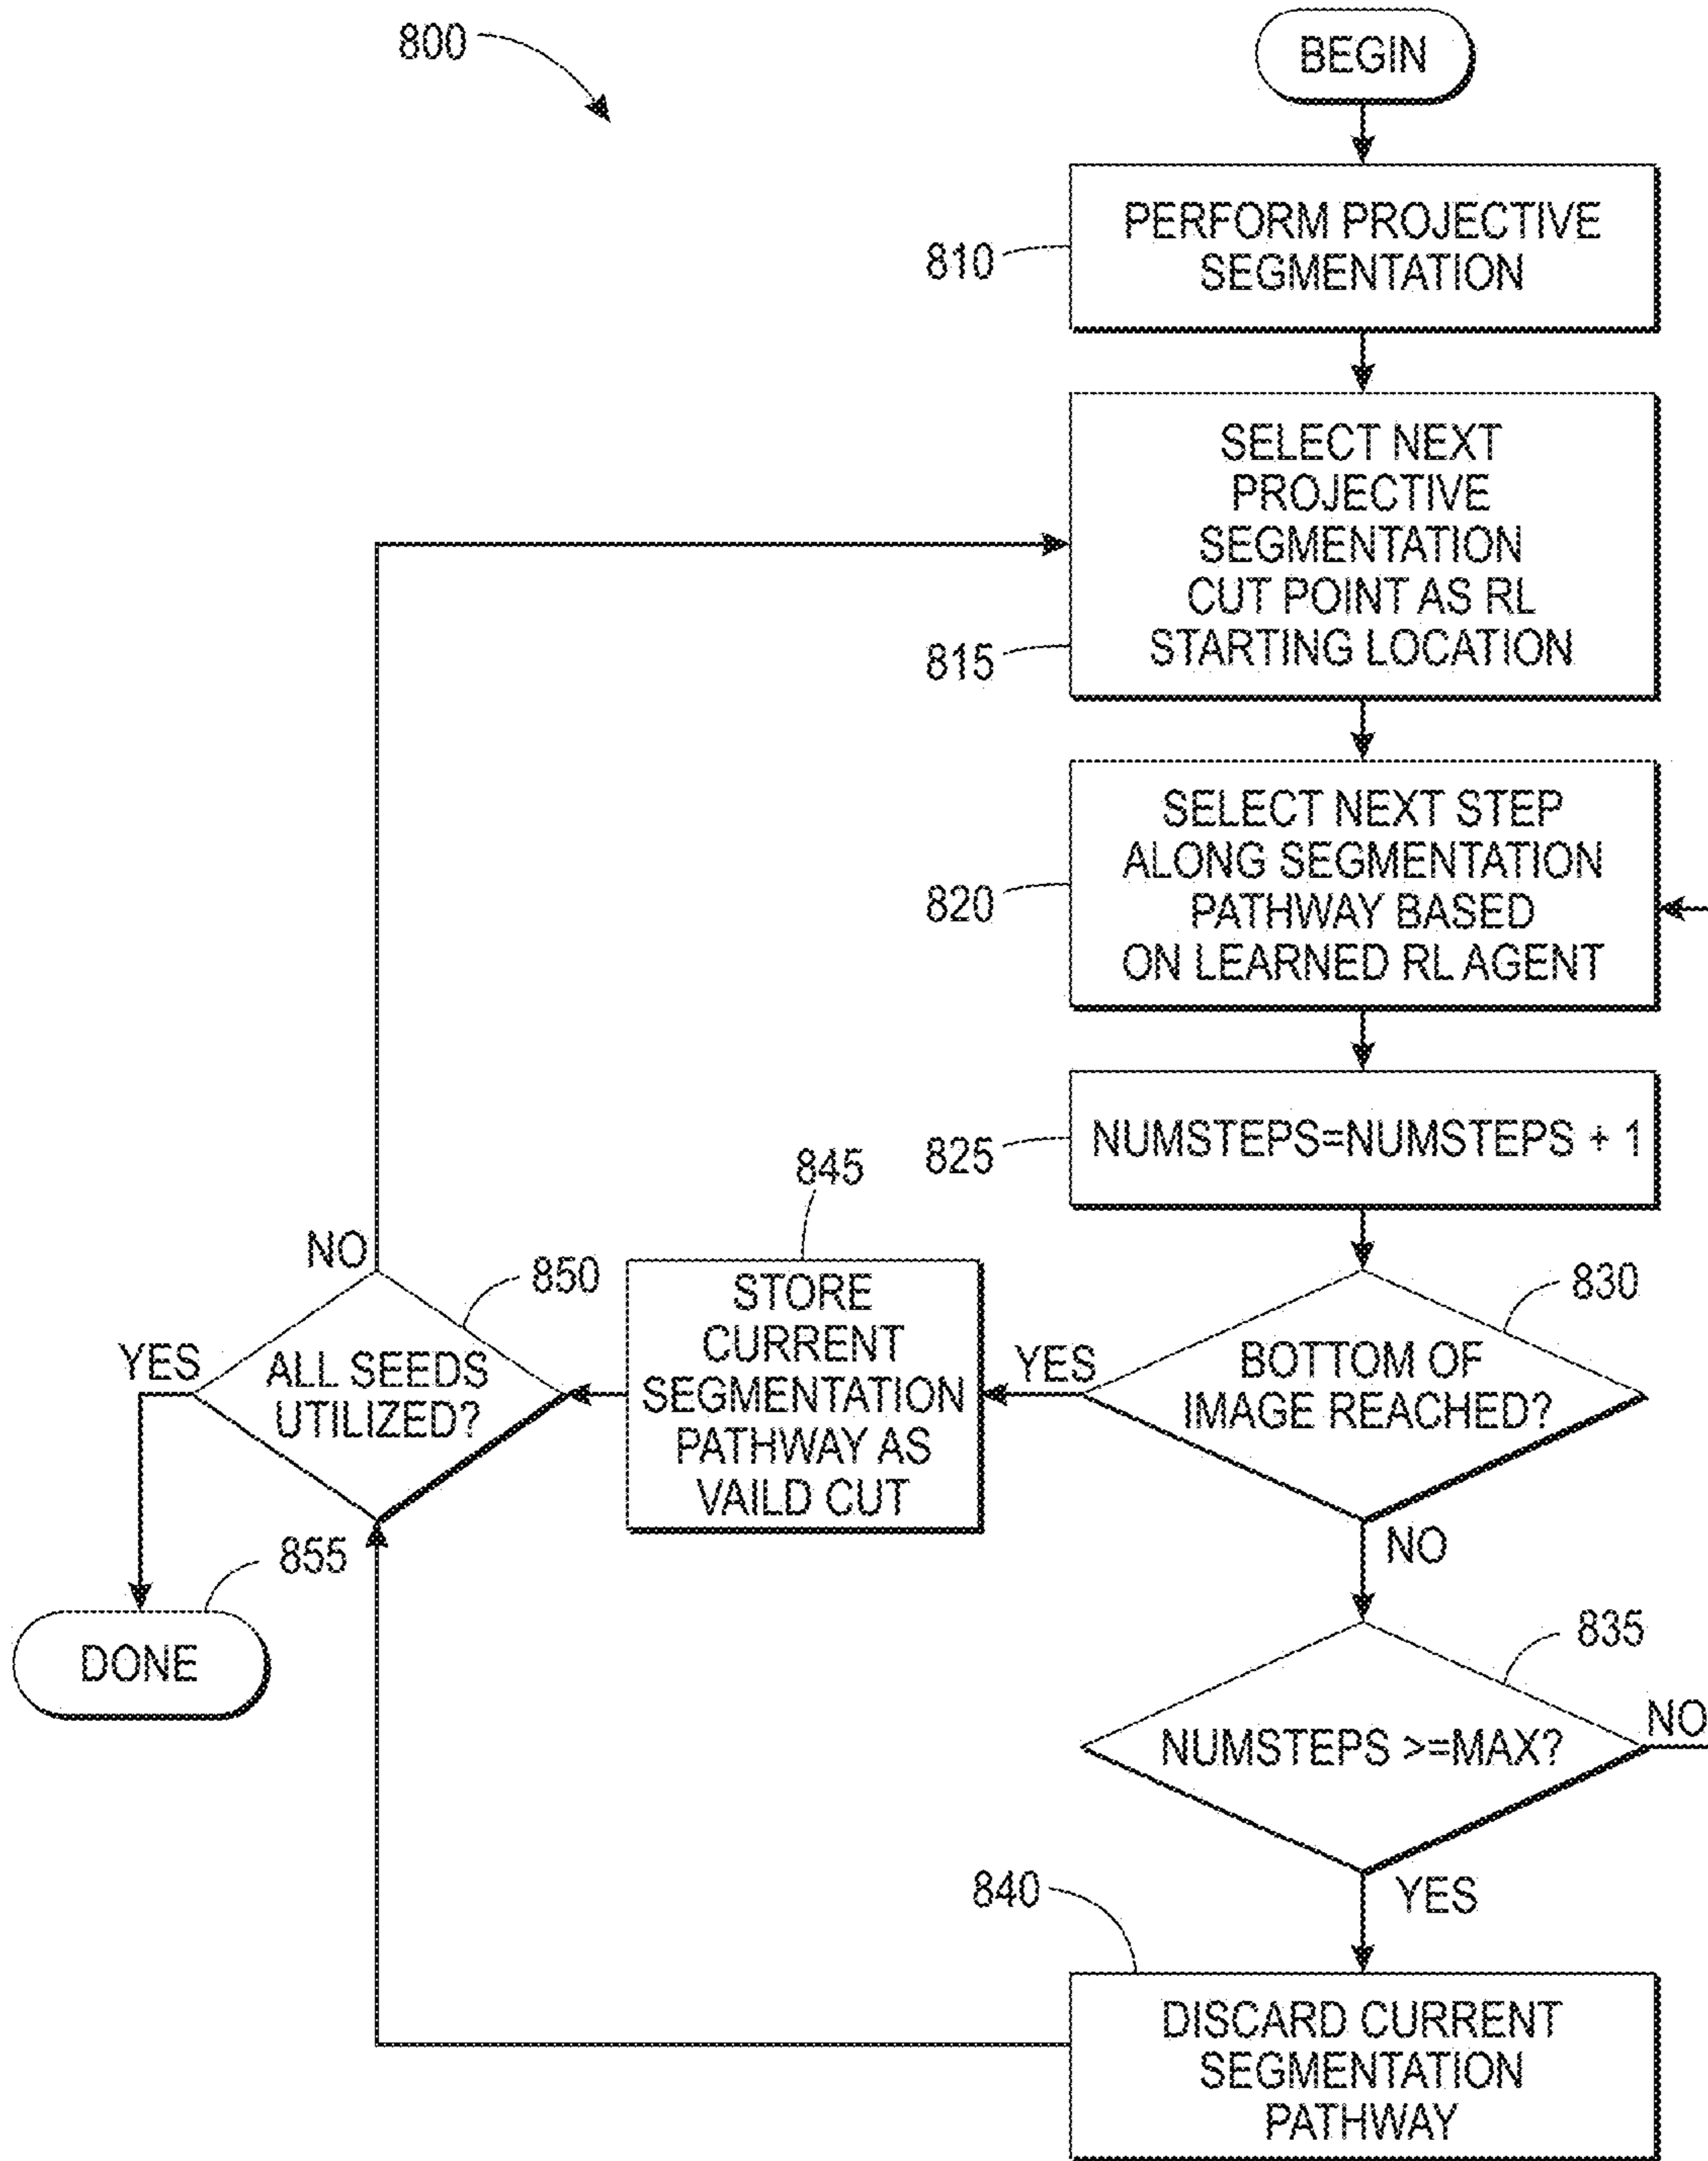 800
BEGIN
810
PERFORM PROJECTIVE
SEGMENTATION
815
SELECT NEXT
PROJECTIVE
SEGMENTATION
CUT POINT AS RL
STARTING LOCATION
820
SELECT NEXT STEP
ALONG SEGMENTATION
PATHWAY BASED
ON LEARNED RL AGENT
825
NUMSTEPS=NUMSTEPS + 1
830
BOTTOM OF
IMAGE REACHED?
YES
NO
845
STORE
CURRENT
SEGMENTATION
PATHWAY AS
VAILD CUT
850
ALL SEEDS
UTILIZED?
NO
YES
855
DONE
835
NUMSTEPS >=MAX?
NO
YES
840
DISCARD CURRENT
SEGMENTATION
PATHWAY